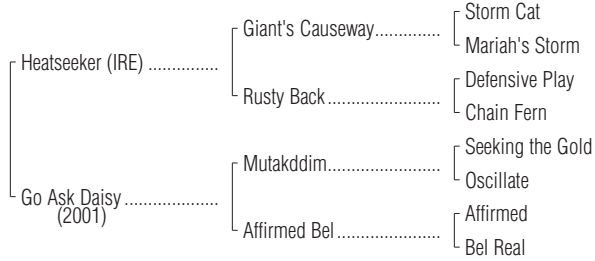 Storm Cat
Giant's Causeway..............
Mariah's Storm
Heatseeker (IRE) ...............
Defensive Play
Rusty Back ........................
Chain Fern
Seeking the Gold
Mutakddim........................
Oscillate
Go Ask Daisy ....................
(2001)
Affirmed
Affirmed Bel ......................
Bel Real